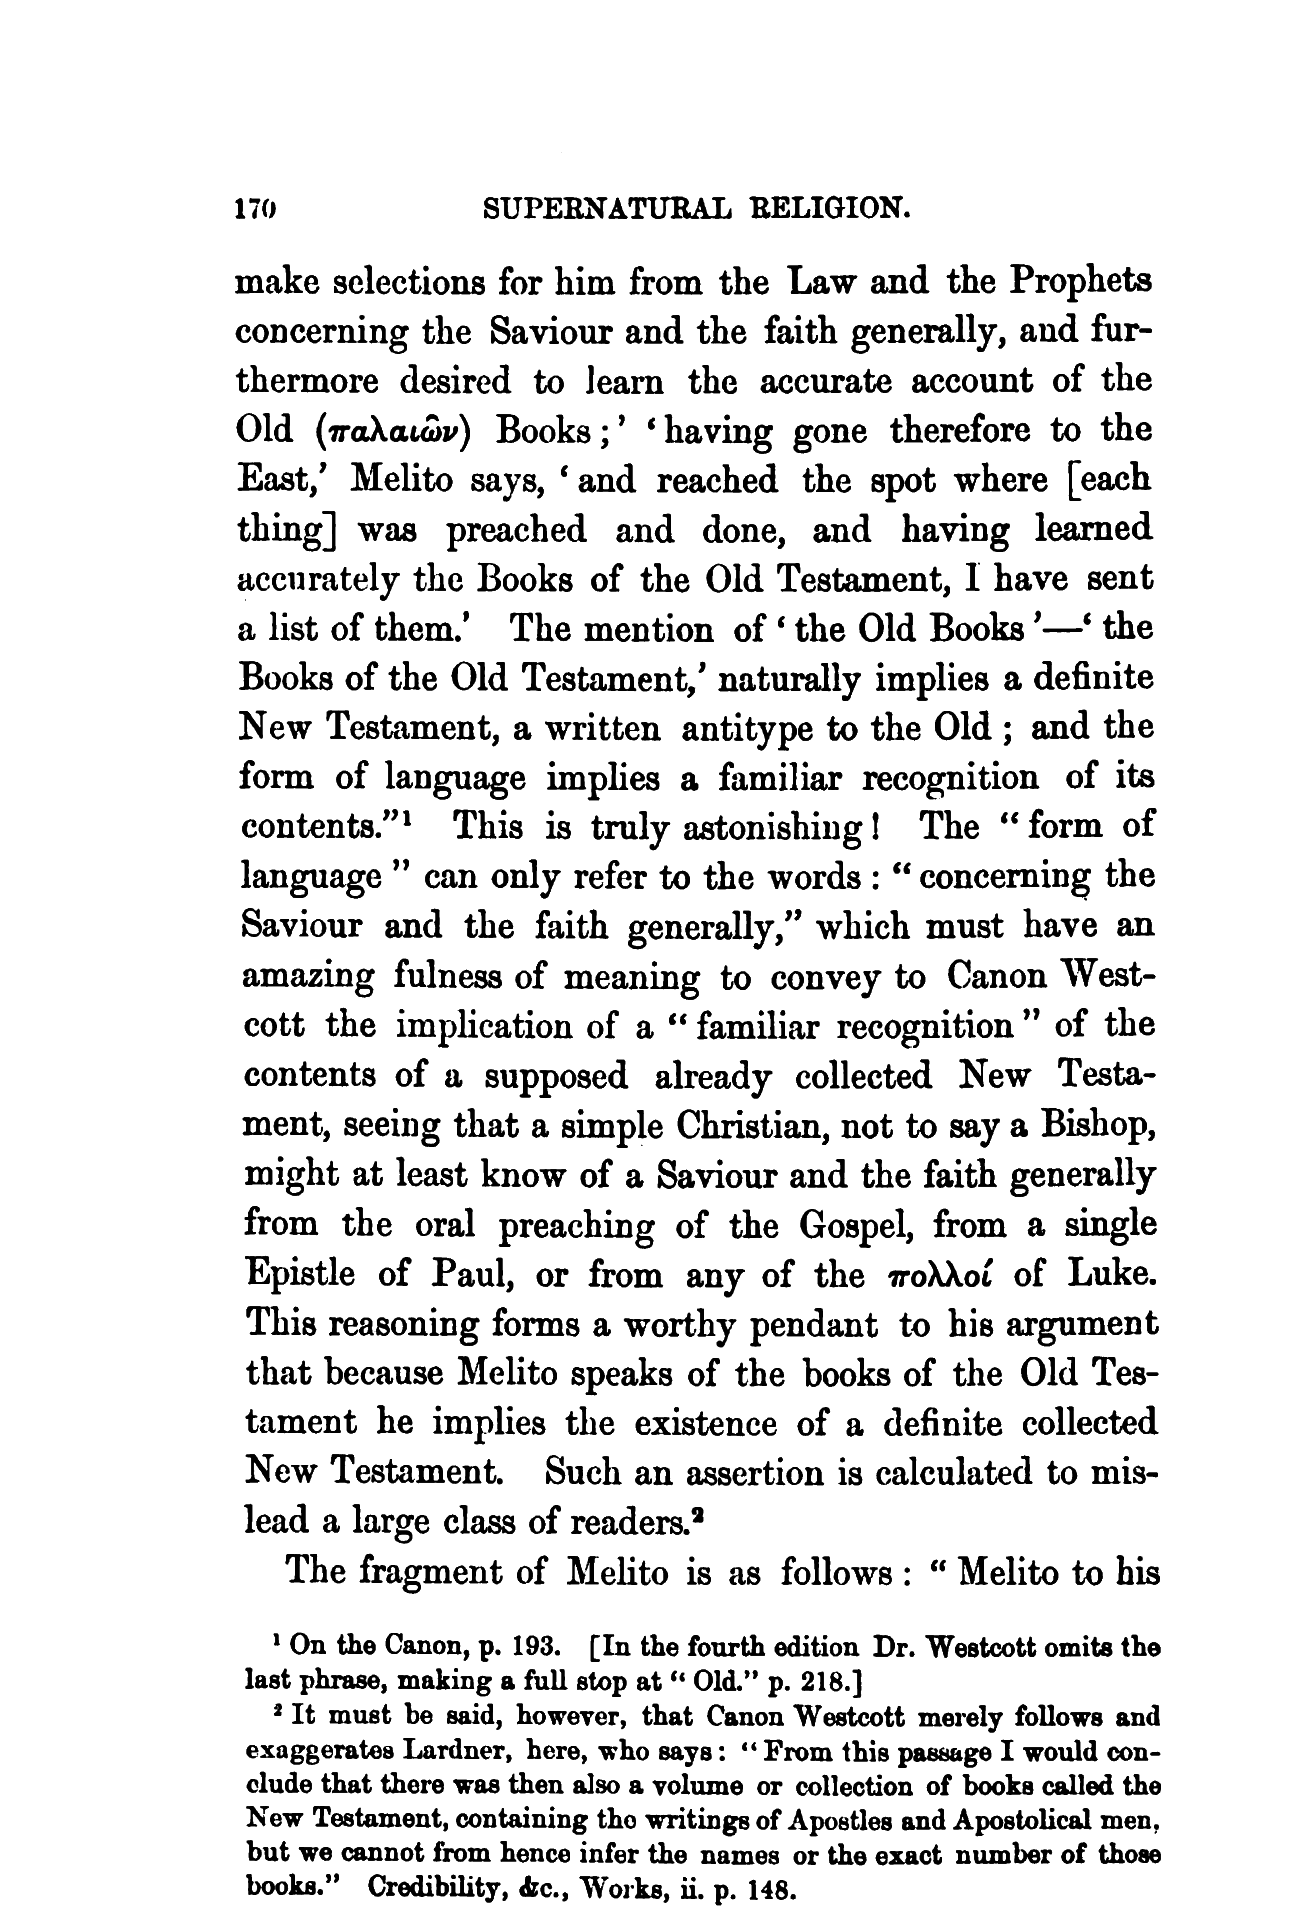 170 SUPERNATURAL RELIGION.
make selections for him from the Law and the Prophets
concerning the Saviour and the faith generally, and fur-
thermore desired to learn the accurate account of the
Old (παλαιῶν) Books ;’ ‘ having gone therefore to the
East,’ Melito says, ‘ and reached the spot where [each
thing] was preached and done, and having learned
accurately the Books of the Old Testament, I have sent
a list of them.’ The mention of ‘ the Old Books ’—‘ the
Books of the Old Testament,’ naturally implies a definite
New Testament, a written antitype to the Old ; and the
form of language implies a familiar recognition of its
contents.”¹ This is truly astonishing ! The “ form of
language ” can only refer to the words : “ concerning the
Saviour and the faith generally,” which must have an
amazing fulness of meaning to convey to Canon West-
cott the implication of a “ familiar recognition ” of the
contents of a supposed already collected New Testa-
ment, seeing that a simple Christian, not to say a Bishop,
might at least know of a Saviour and the faith generally
from the oral preaching of the Gospel, from a single
Epistle of Paul, or from any of the πολλοί of Luke.
This reasoning forms a worthy pendant to his argument
that because Melito speaks of the books of the Old Tes-
tament he implies the existence of a definite collected
New Testament. Such an assertion is calculated to mis-
lead a large class of readers.²
The fragment of Melito is as follows : “ Melito to his
¹ On the Canon, p. 193. [In the fourth edition Dr. Westcott omits the
last phrase, making a full stop at “ Old.” p. 218.]
² It must be said, however, that Canon Westcott merely follows and
exaggerates Lardner, here, who says : “ From this passage I would con-
clude that there was then also a volume or collection of books called the
New Testament, containing the writings of Apostles and Apostolical men,
but we cannot from hence infer the names or the exact number of those
books.” Credibility, &c., Works, ii. p. 148.